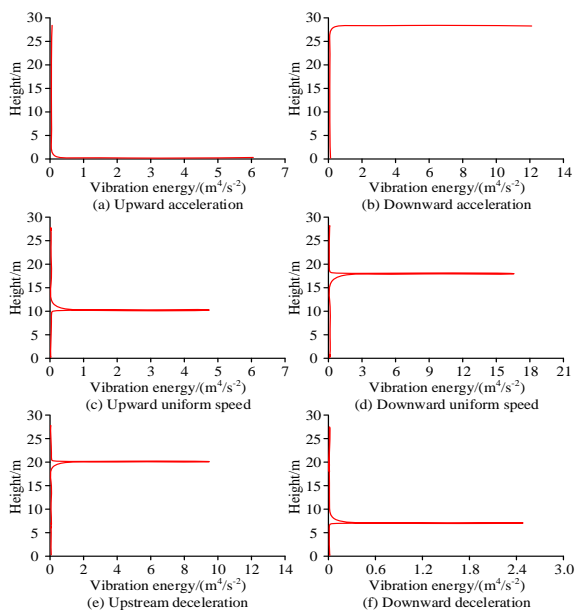 30
25
20
15
10
5
0
Height/m
0 1 2 3 4 5 6 7
Vibration energy/(m⁴/s⁻²)
(a) Upward acceleration
30
25
20
15
10
5
0
Height/m
0 2 4 6 8 10 12 14
Vibration energy/(m⁴/s⁻²)
(b) Downward acceleration
30
25
20
15
10
5
0
Height/m
0 1 2 3 4 5 6 7
Vibration energy/(m⁴/s⁻²)
(c) Upward uniform speed
30
25
20
15
10
5
0
Height/m
0 3 6 9 12 15 18 21
Vibration energy/(m⁴/s⁻²)
(d) Downward uniform speed
30
25
20
15
10
5
0
Height/m
0 2 4 6 8 10 12 14
Vibration energy/(m⁴/s⁻²)
(e) Upstream deceleration
30
25
20
15
10
5
0
Height/m
0 0.6 1.2 1.8 2.4 3.0
Vibration energy/(m⁴/s⁻²)
(f) Downward deceleration